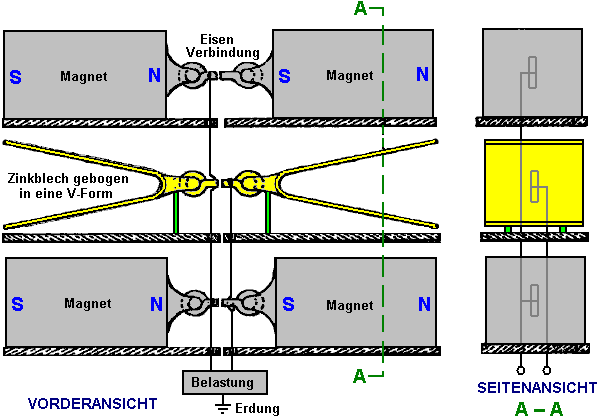 A
Eisen
Verbindung
S Magnet N S Magnet N
Zinkblech gebogen
in eine V-Form
S Magnet N S Magnet N
A
Belastung
SEITENANSICHT
VORDERANSICHT
Erdung
A – A